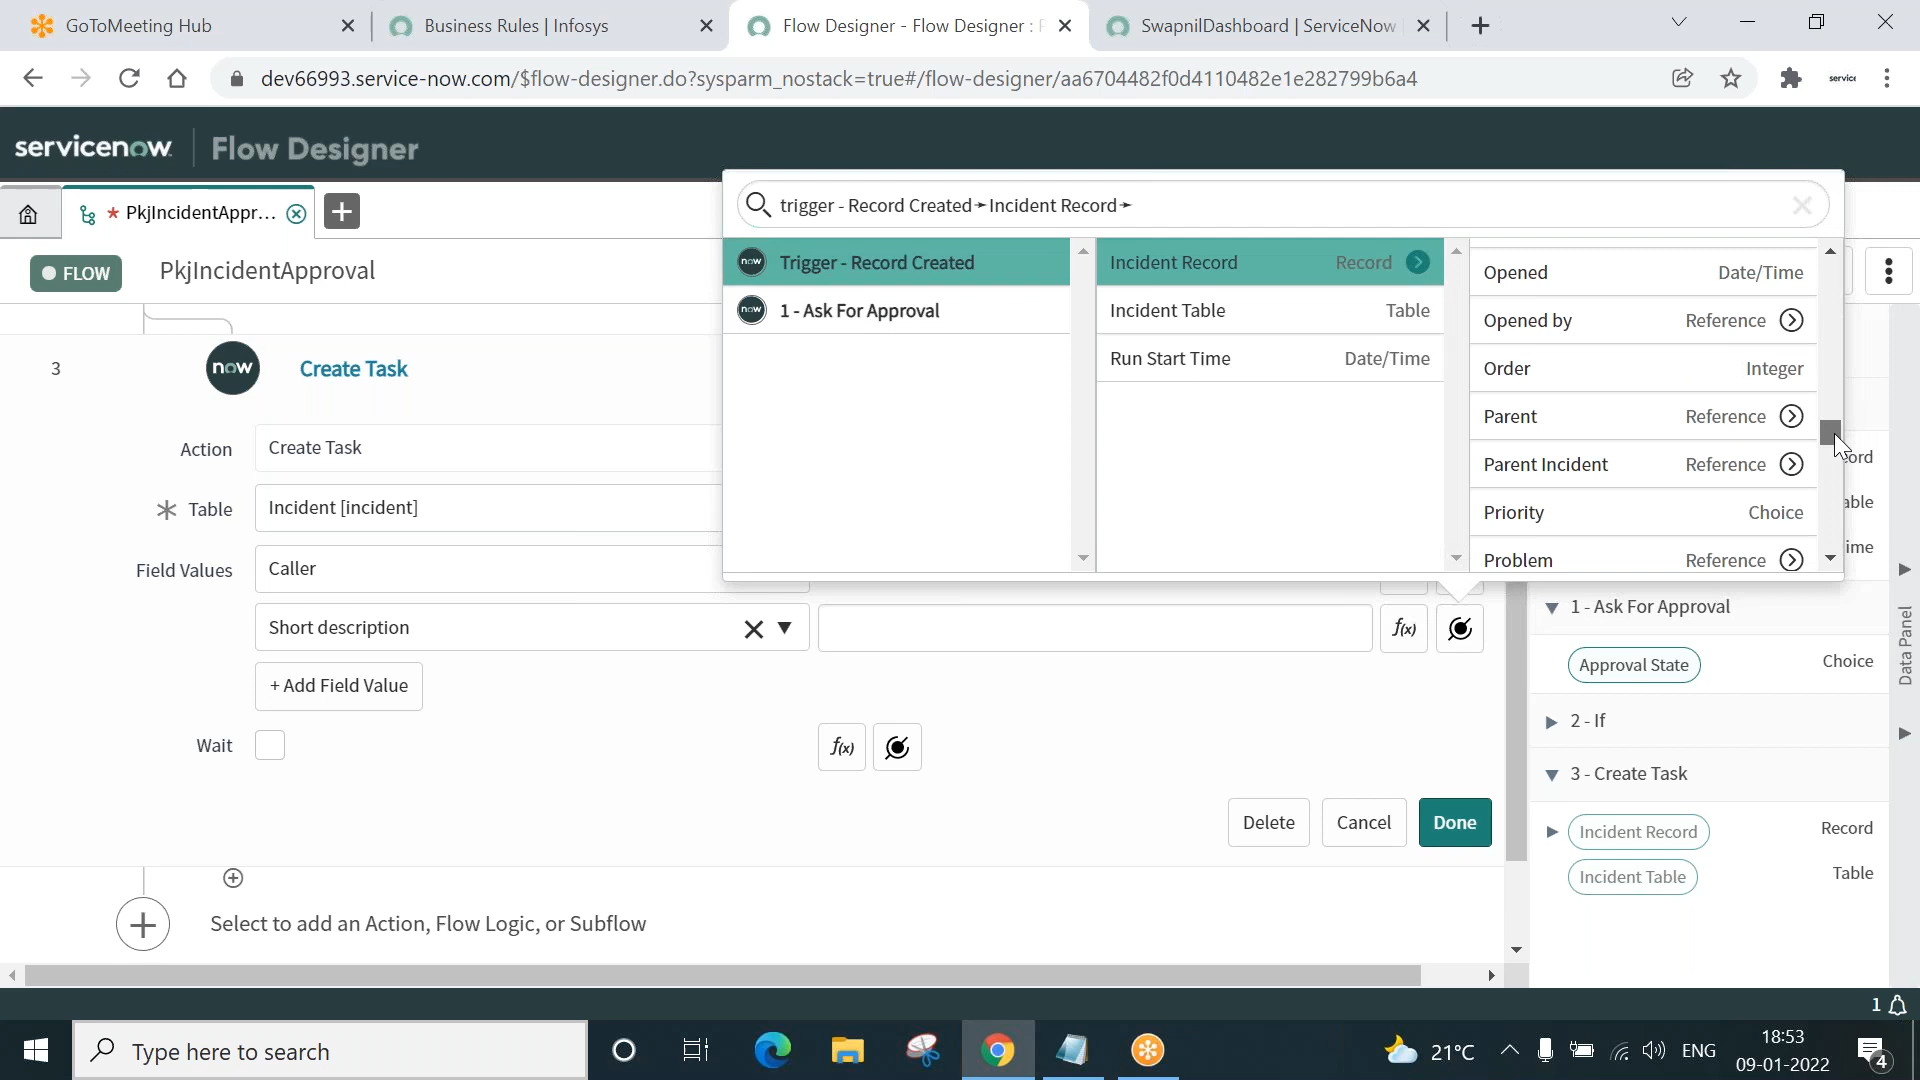 GoToMeeting Hub
Business Rules | Infosys
Flow Designer - Flow Designer :
SwapnilDashboard | ServiceNow
dev66993.service-now.com/$flow-designer.do?sysparm_nostack=true#/flow-designer/aa6704482f0d4110482e1e282799b6a4
service
servicenow Flow Designer
* PkjIncidentAppr...
FLOW
PkjIncidentApproval
trigger - Record Created➛Incident Record➛
now Trigger - Record Created
now 1 - Ask For Approval
Incident Record Record
Incident Table Table
Run Start Time Date/Time
Opened Date/Time
Opened by Reference
Order Integer
Parent Reference
Parent Incident Reference
Priority Choice
Problem Reference
3
now
Create Task
Action Create Task
Table Incident [incident]
Field Values Caller
Short description
f(x)
+ Add Field Value
Wait
f(x)
Delete Cancel Done
Select to add an Action, Flow Logic, or Subflow
1 - Ask For Approval
Approval State Choice
2 - If
3 - Create Task
Incident Record Record
Incident Table Table
Data Panel
1
Type here to search
21°C
ENG
18:53
09-01-2022
4